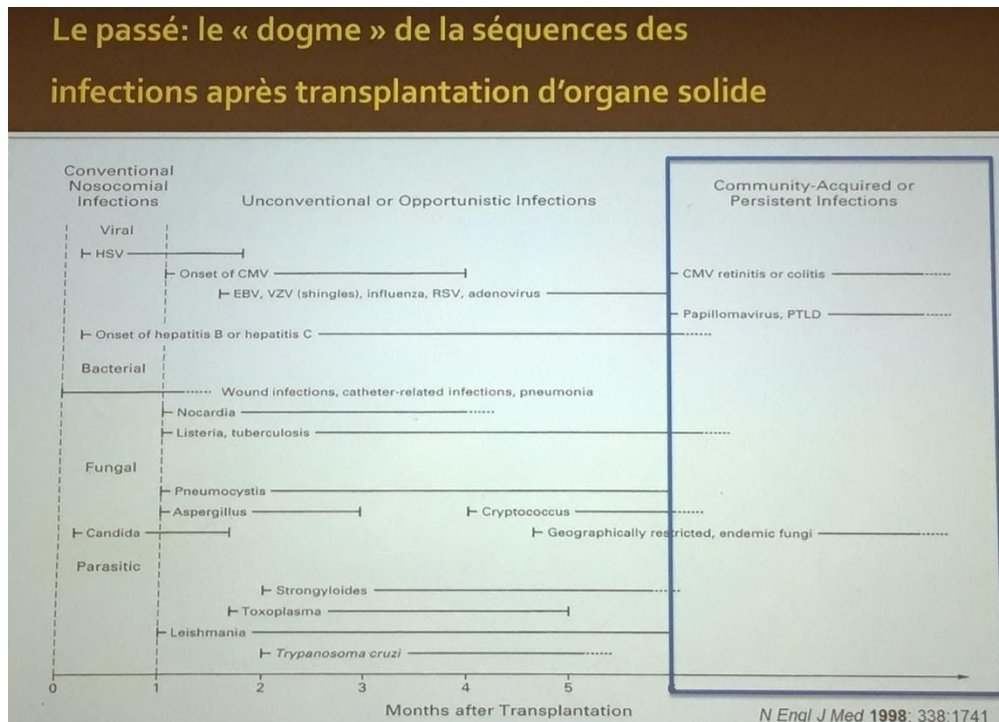 Le passé: le « dogme » de la séquences des
infections après transplantation d'organe solide
Conventional
Nosocomial
Infections
Unconventional or Opportunistic Infections
Community-Acquired or
Persistent Infections
Viral
HSV
Onset of CMV
CMV retinitis or colitis
EBV, VZV (shingles), influenza, RSV, adenovirus
Papillomavirus, PTLD
Onset of hepatitis B or hepatitis C
Bacterial
Wound infections, catheter-related infections, pneumonia
Nocardia
Listeria, tuberculosis
Fungal
Pneumocystis
Aspergillus
Cryptococcus
Candida
Geographically restricted, endemic fungi
Parasitic
Strongyloides
Toxoplasma
Leishmania
Trypanosoma cruzi
0 1 2 3 4 5
Months after Transplantation
N Engl J Med 1998; 338:1741